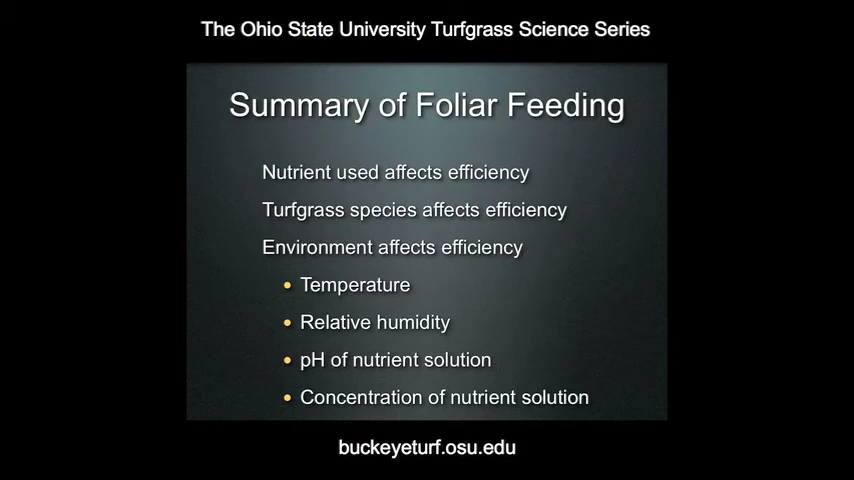 The Ohio State University Turfgrass Science Series
Summary of Foliar Feeding
Nutrient used affects efficiency
Turfgrass species affects efficiency
Environment affects efficiency
• Temperature
• Relative humidity
• pH of nutrient solution
• Concentration of nutrient solution
buckeyeturf.osu.edu